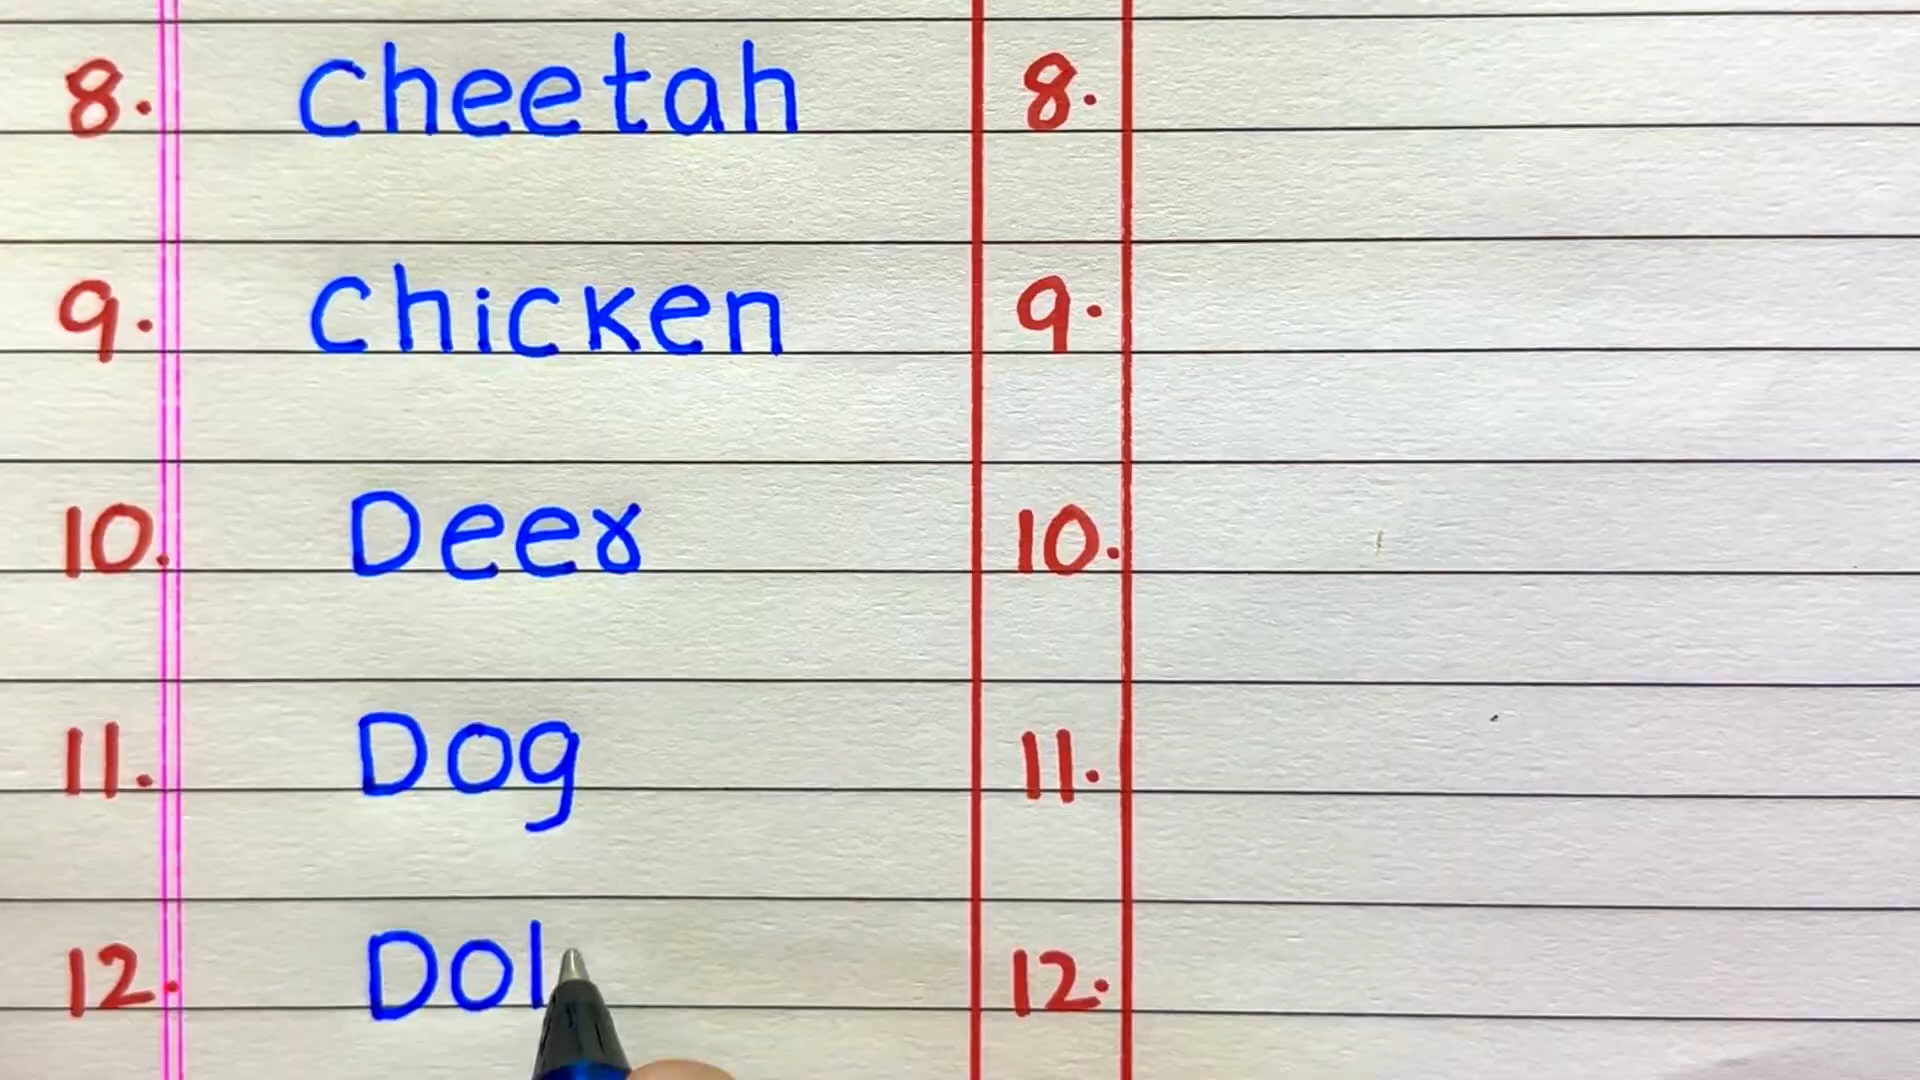 8. Cheetah 8.
9. Chicken 9.
10. Deer 10.
11. Dog 11.
12. Dol 12.